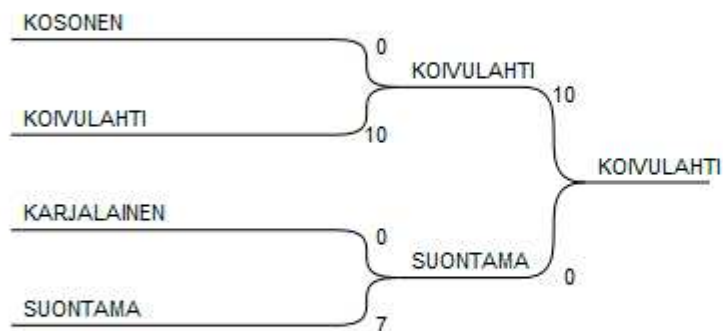 KOSONEN
0
KOIVULAHTI
10
KOIVULAHTI
10
KOIVULAHTI
KARJALAINEN
0
SUONTAMA
0
SUONTAMA
7